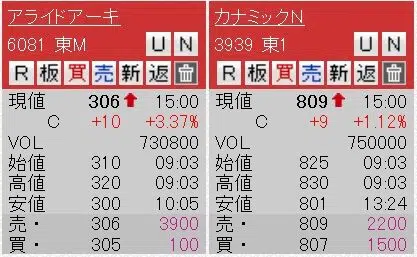 アライドアーキ
6081 東M U N
R 板 買 売 新 返
現値 306 ↑ 15:00
C +10 +3.37%
VOL 730800
始値 310 09:03
高値 320 09:03
安値 300 10:05
売・ 306 3900
買・ 305 100
カナミックN
3939 東1 U N
R 板 買 売 新 返
現値 809 ↑ 15:00
C +9 +1.12%
VOL 750000
始値 825 09:03
高値 830 09:03
安値 801 13:24
売・ 809 2200
買・ 807 1500